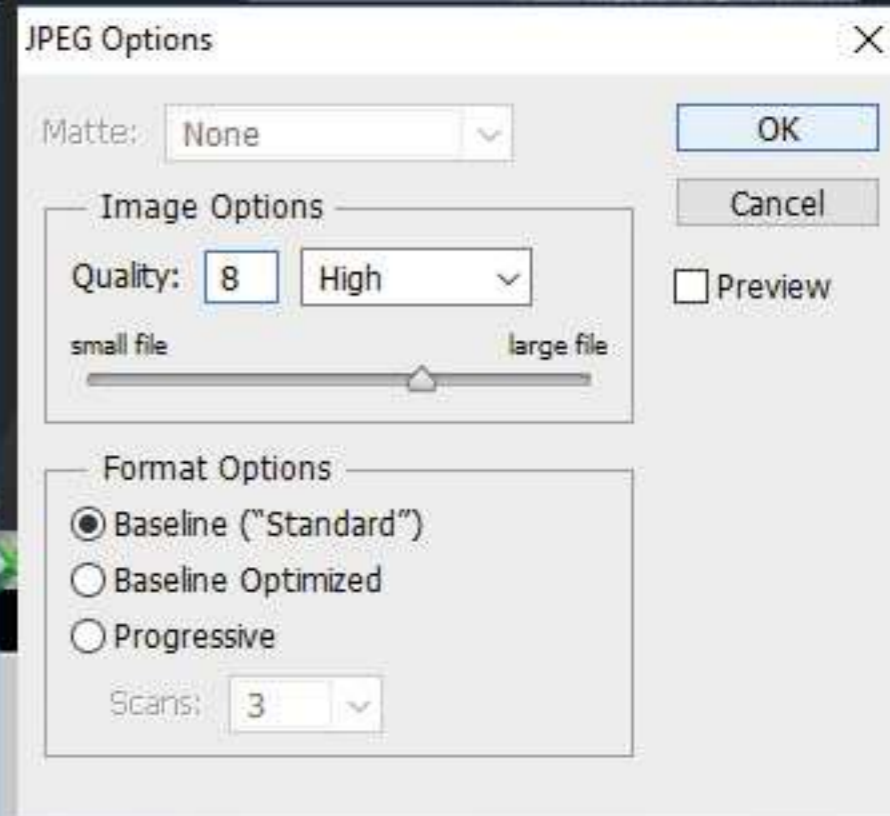 JPEG Options
Matte: None
OK
Cancel
Preview
Image Options
Quality: 8 High
small file large file
Format Options
Baseline (“Standard”)
Baseline Optimized
Progressive
Scans: 3